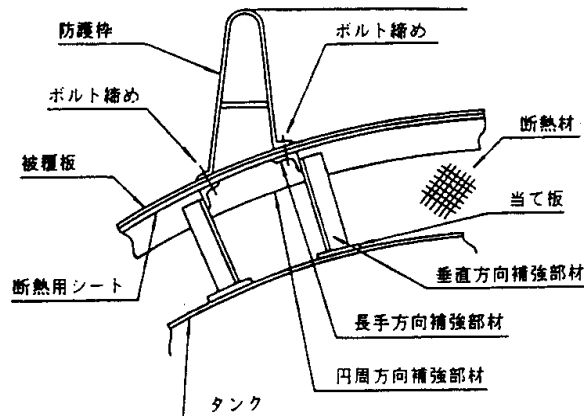 防護枠
ボルト締め
ボルト締め
断熱材
被覆板
当て板
断熱用シート
垂直方向補強部材
長手方向補強部材
円周方向補強部材
タンク